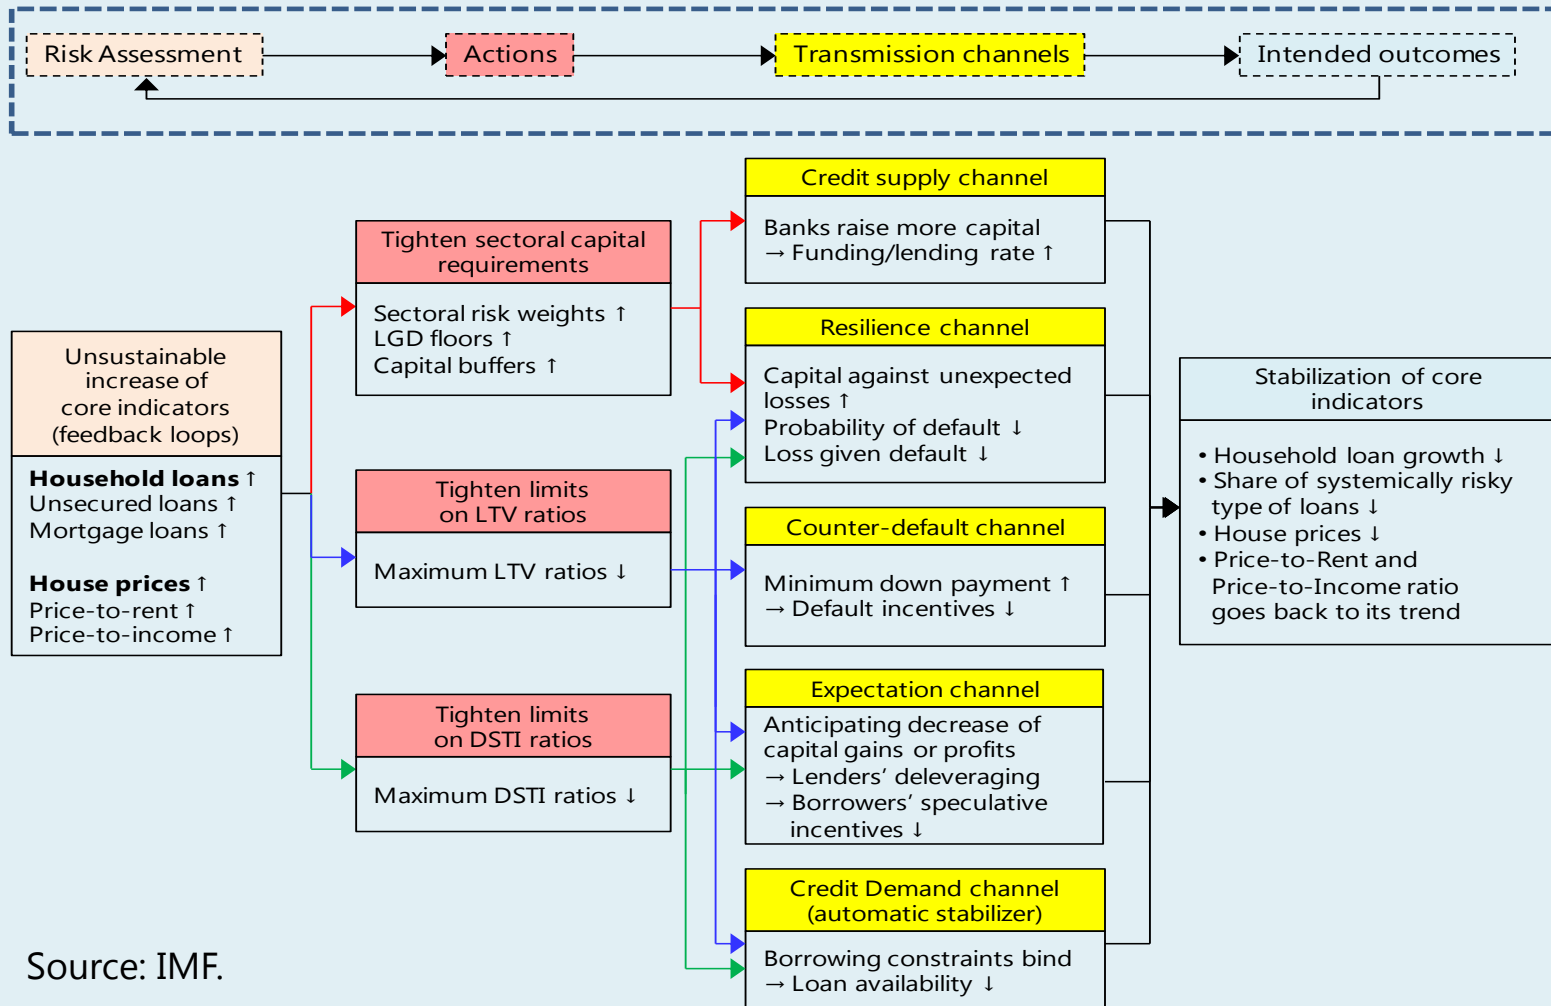 Risk Assessment
Actions
Transmission channels
Intended outcomes
Unsustainable
increase of
core indicators
(feedback loops)
Household loans ↑
Unsecured loans ↑
Mortgage loans ↑
House prices ↑
Price-to-rent ↑
Price-to-income ↑
Tighten sectoral capital
requirements
Sectoral risk weights ↑
LGD floors ↑
Capital buffers ↑
Tighten limits
on LTV ratios
Maximum LTV ratios ↓
Tighten limits
on DSTI ratios
Maximum DSTI ratios ↓
Credit supply channel
Banks raise more capital
→ Funding/lending rate ↑
Resilience channel
Capital against unexpected
losses ↑
Probability of default ↓
Loss given default ↓
Counter-default channel
Minimum down payment ↑
→ Default incentives ↓
Expectation channel
Anticipating decrease of
capital gains or profits
→ Lenders’ deleveraging
→ Borrowers’ speculative
incentives ↓
Credit Demand channel
(automatic stabilizer)
Borrowing constraints bind
→ Loan availability ↓
Stabilization of core
indicators
• Household loan growth ↓
• Share of systemically risky
type of loans ↓
• House prices ↓
• Price-to-Rent and
Price-to-Income ratio
goes back to its trend
Source: IMF.